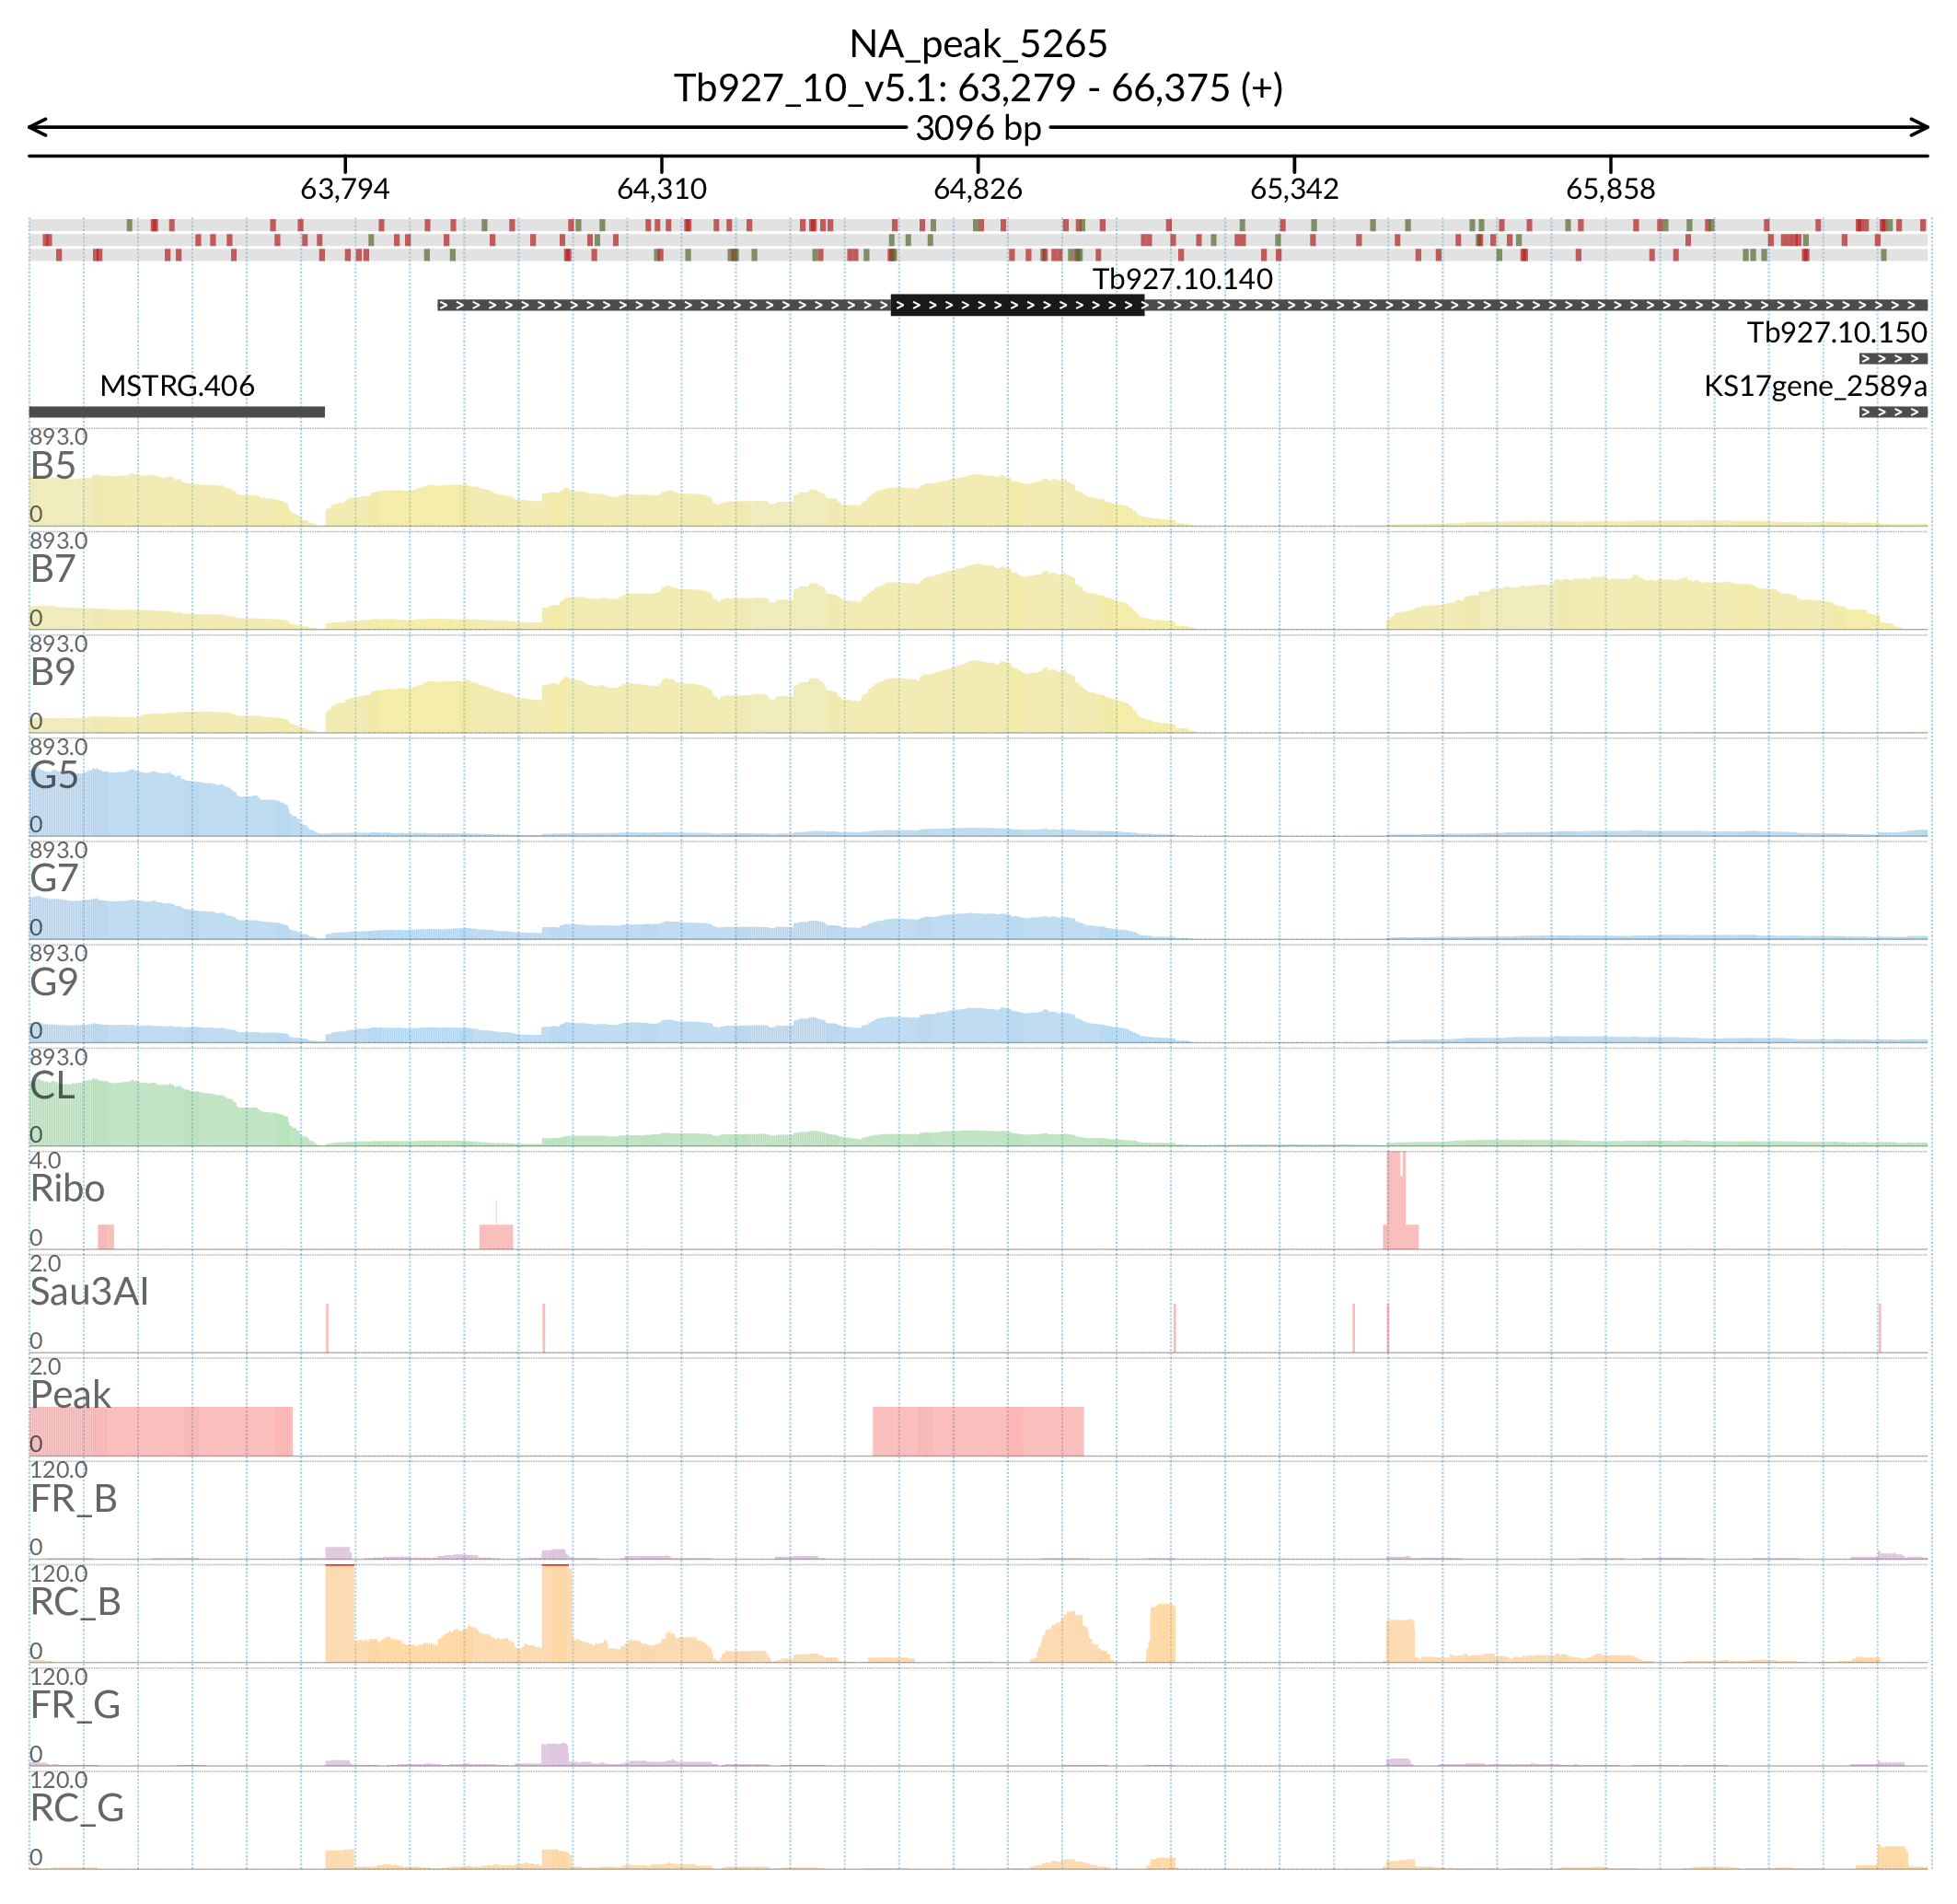 NA_peak_5265
Tb927_10_v5.1: 63,279 - 66,375 (+)
3096 bp
63,794 64,310 64,826 65,342 65,858
Tb927.10.140
Tb927.10.150
MSTRG.406 KS17gene_2589a
893.0
B5
0
893.0
B7
0
893.0
B9
0
893.0
G5
0
893.0
G7
0
893.0
G9
0
893.0
CL
0
4.0
Ribo
0
2.0
Sau3AI
0
2.0
Peak
0
120.0
FR_B
0
120.0
RC_B
0
120.0
FR_G
0
120.0
RC_G
0